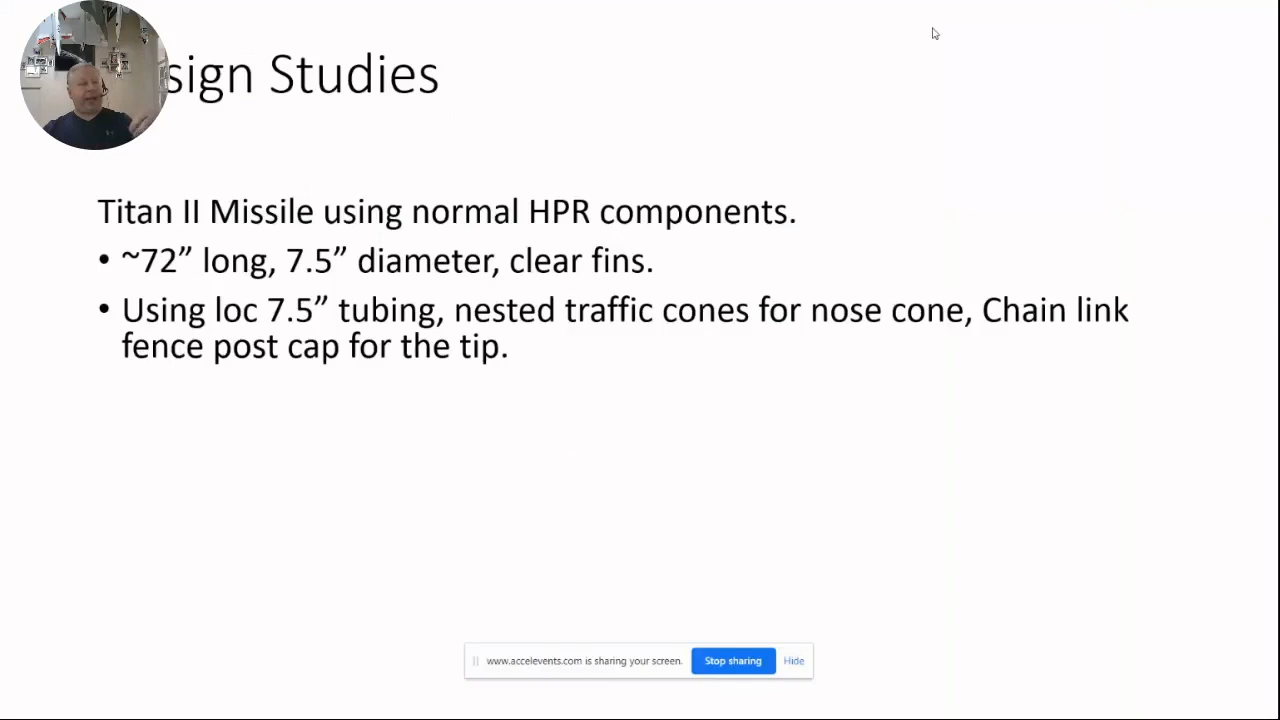 sign Studies
Titan II Missile using normal HPR components.
• ~72” long, 7.5” diameter, clear fins.
• Using loc 7.5” tubing, nested traffic cones for nose cone, Chain link
fence post cap for the tip.
www.accelevents.com is sharing your screen. Stop sharing Hide